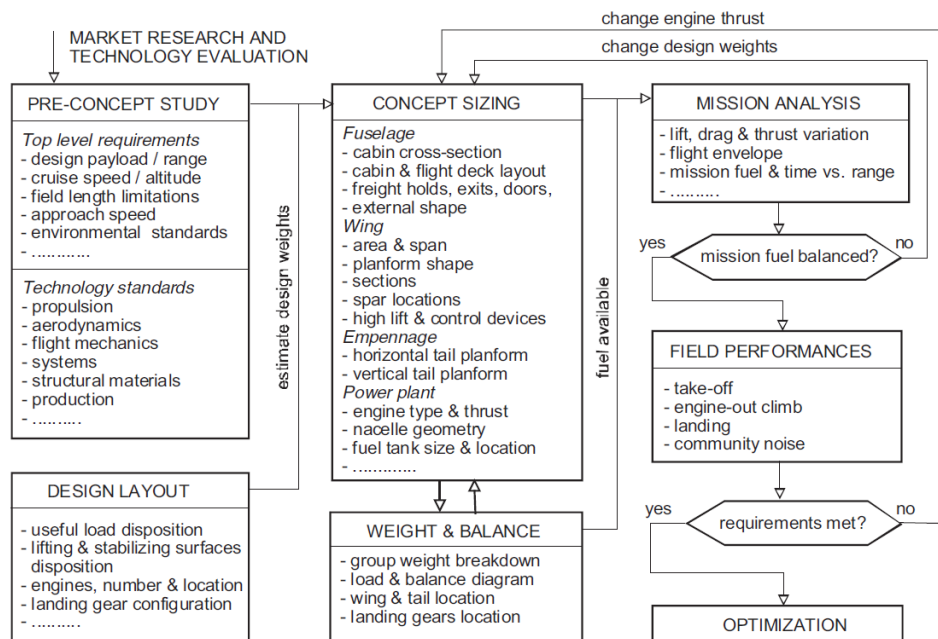 change engine thrust
MARKET RESEARCH AND
TECHNOLOGY EVALUATION
change design weights
PRE-CONCEPT STUDY
Top level requirements
- design payload / range
- cruise speed / altitude
- field length limitations
- approach speed
- environmental standards
- ............
Technology standards
- propulsion
- aerodynamics
- flight mechanics
- systems
- structural materials
- production
- ..........
DESIGN LAYOUT
- useful load disposition
- lifting & stabilizing surfaces
disposition
- engines, number & location
- landing gear configuration
- ..........
estimate design weights
CONCEPT SIZING
Fuselage
- cabin cross-section
- cabin & flight deck layout
- freight holds, exits, doors,
- external shape
Wing
- area & span
- planform shape
- sections
- spar locations
- high lift & control devices
Empennage
- horizontal tail planform
- vertical tail planform
Power plant
- engine type & thrust
- nacelle geometry
- fuel tank size & location
- .............
WEIGHT & BALANCE
- group weight breakdown
- load & balance diagram
- wing & tail location
- landing gears location
fuel available
MISSION ANALYSIS
- lift, drag & thrust variation
- flight envelope
- mission fuel & time vs. range
- ..........
yes
mission fuel balanced?
no
FIELD PERFORMANCES
- take-off
- engine-out climb
- landing
- community noise
yes
requirements met?
no
OPTIMIZATION